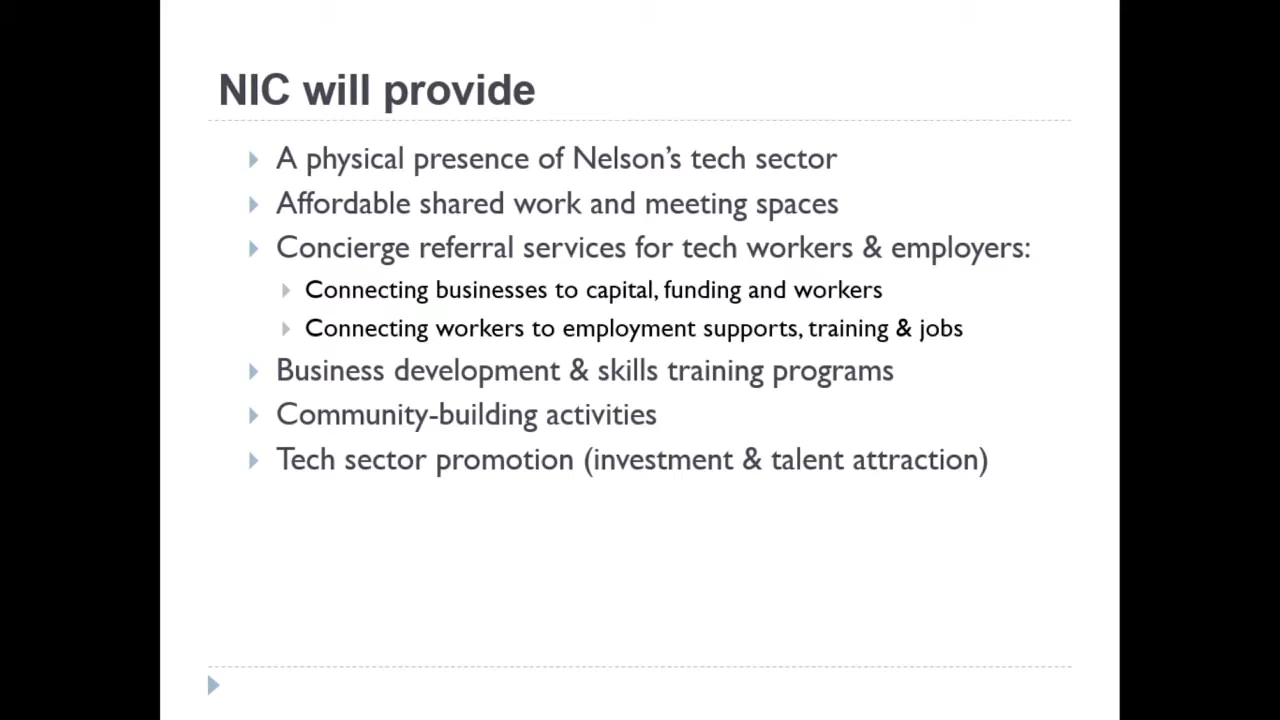 NIC will provide
A physical presence of Nelson's tech sector
Affordable shared work and meeting spaces
Concierge referral services for tech workers & employers:
Connecting businesses to capital, funding and workers
Connecting workers to employment supports, training & jobs
Business development & skills training programs
Community-building activities
Tech sector promotion (investment & talent attraction)